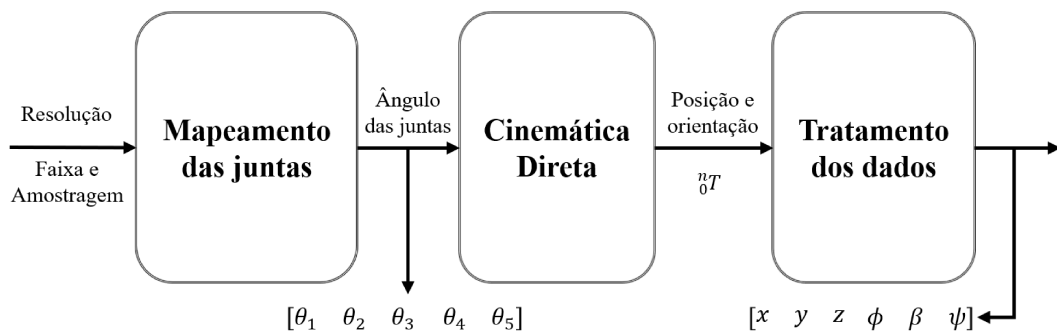 Resolução
Faixa e
Amostragem
Mapeamento
das juntas
Ângulo
das juntas
[θ₁ θ₂ θ₃ θ₄ θ₅]
Cinemática
Direta
Posição e
orientação
ⁿ₀T
Tratamento
dos dados
[x y z ϕ β ψ]